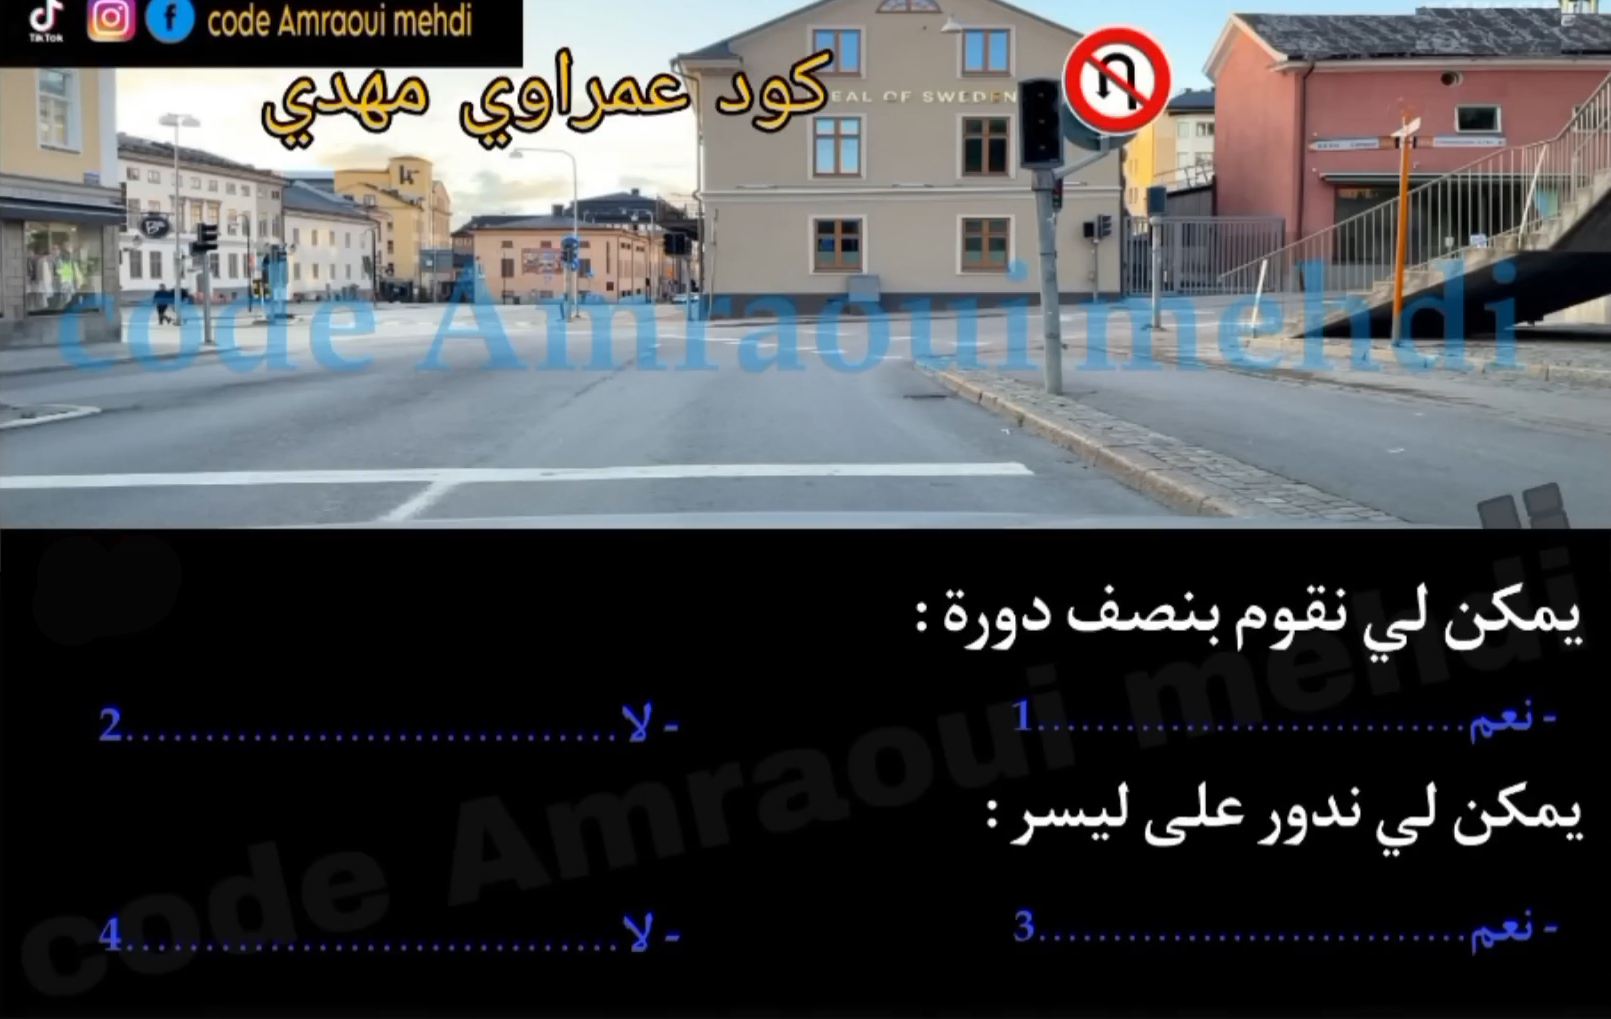 TikTok
code Amraoui mehdi
كود عمراوي مهدي
EAL OF SWEDEN
code Amraoui mehdi
يمكن لي نقوم بنصف دورة :
- نعم..............................1
- لا..............................2
يمكن لي ندور على ليسر :
- نعم..............................3
- لا..............................4
code Amraoui mehdi